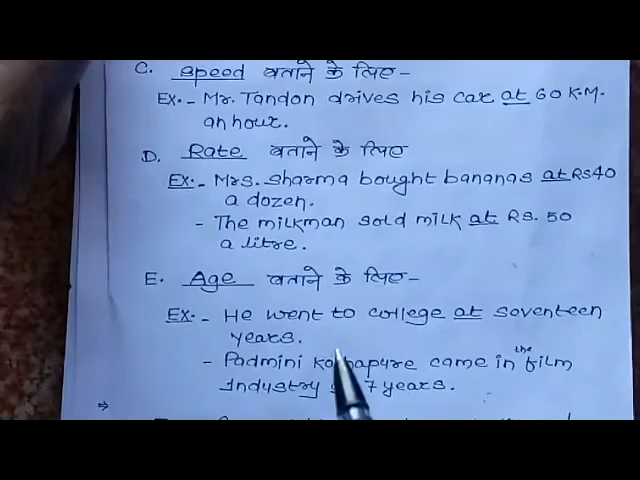 C. Speed बताने के लिए -
Ex. - Mr. Tandon drives his car at 60 K.M.
an hour.
D. Rate बताने के लिए
Ex. - Mrs. Sharma bought bananas at Rs 40
a dozen.
- The milkman sold milk at Rs. 50
a litre.
E. Age बताने के लिए -
Ex. - He went to college at seventeen
years.
- Padmini came in the film
Industry 7 years.
⇒